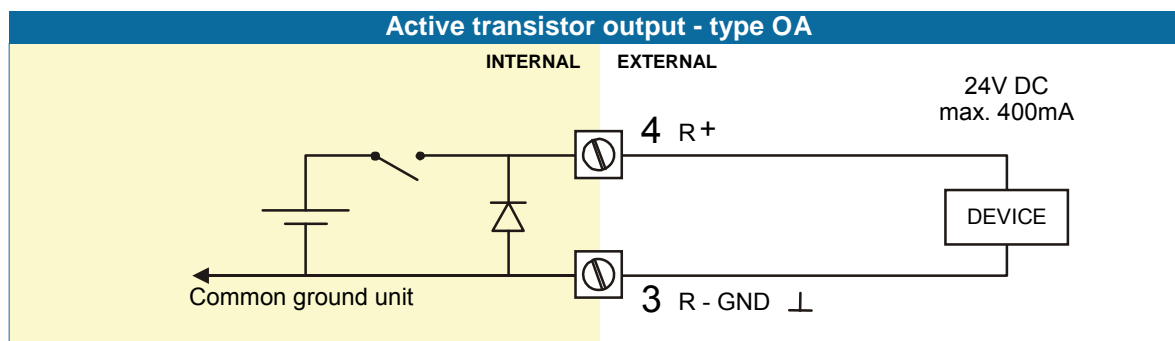 Active transistor output - type OA
INTERNAL EXTERNAL
24V DC
max. 400mA
4 R+
DEVICE
Common ground unit
3 R - GND ⊥